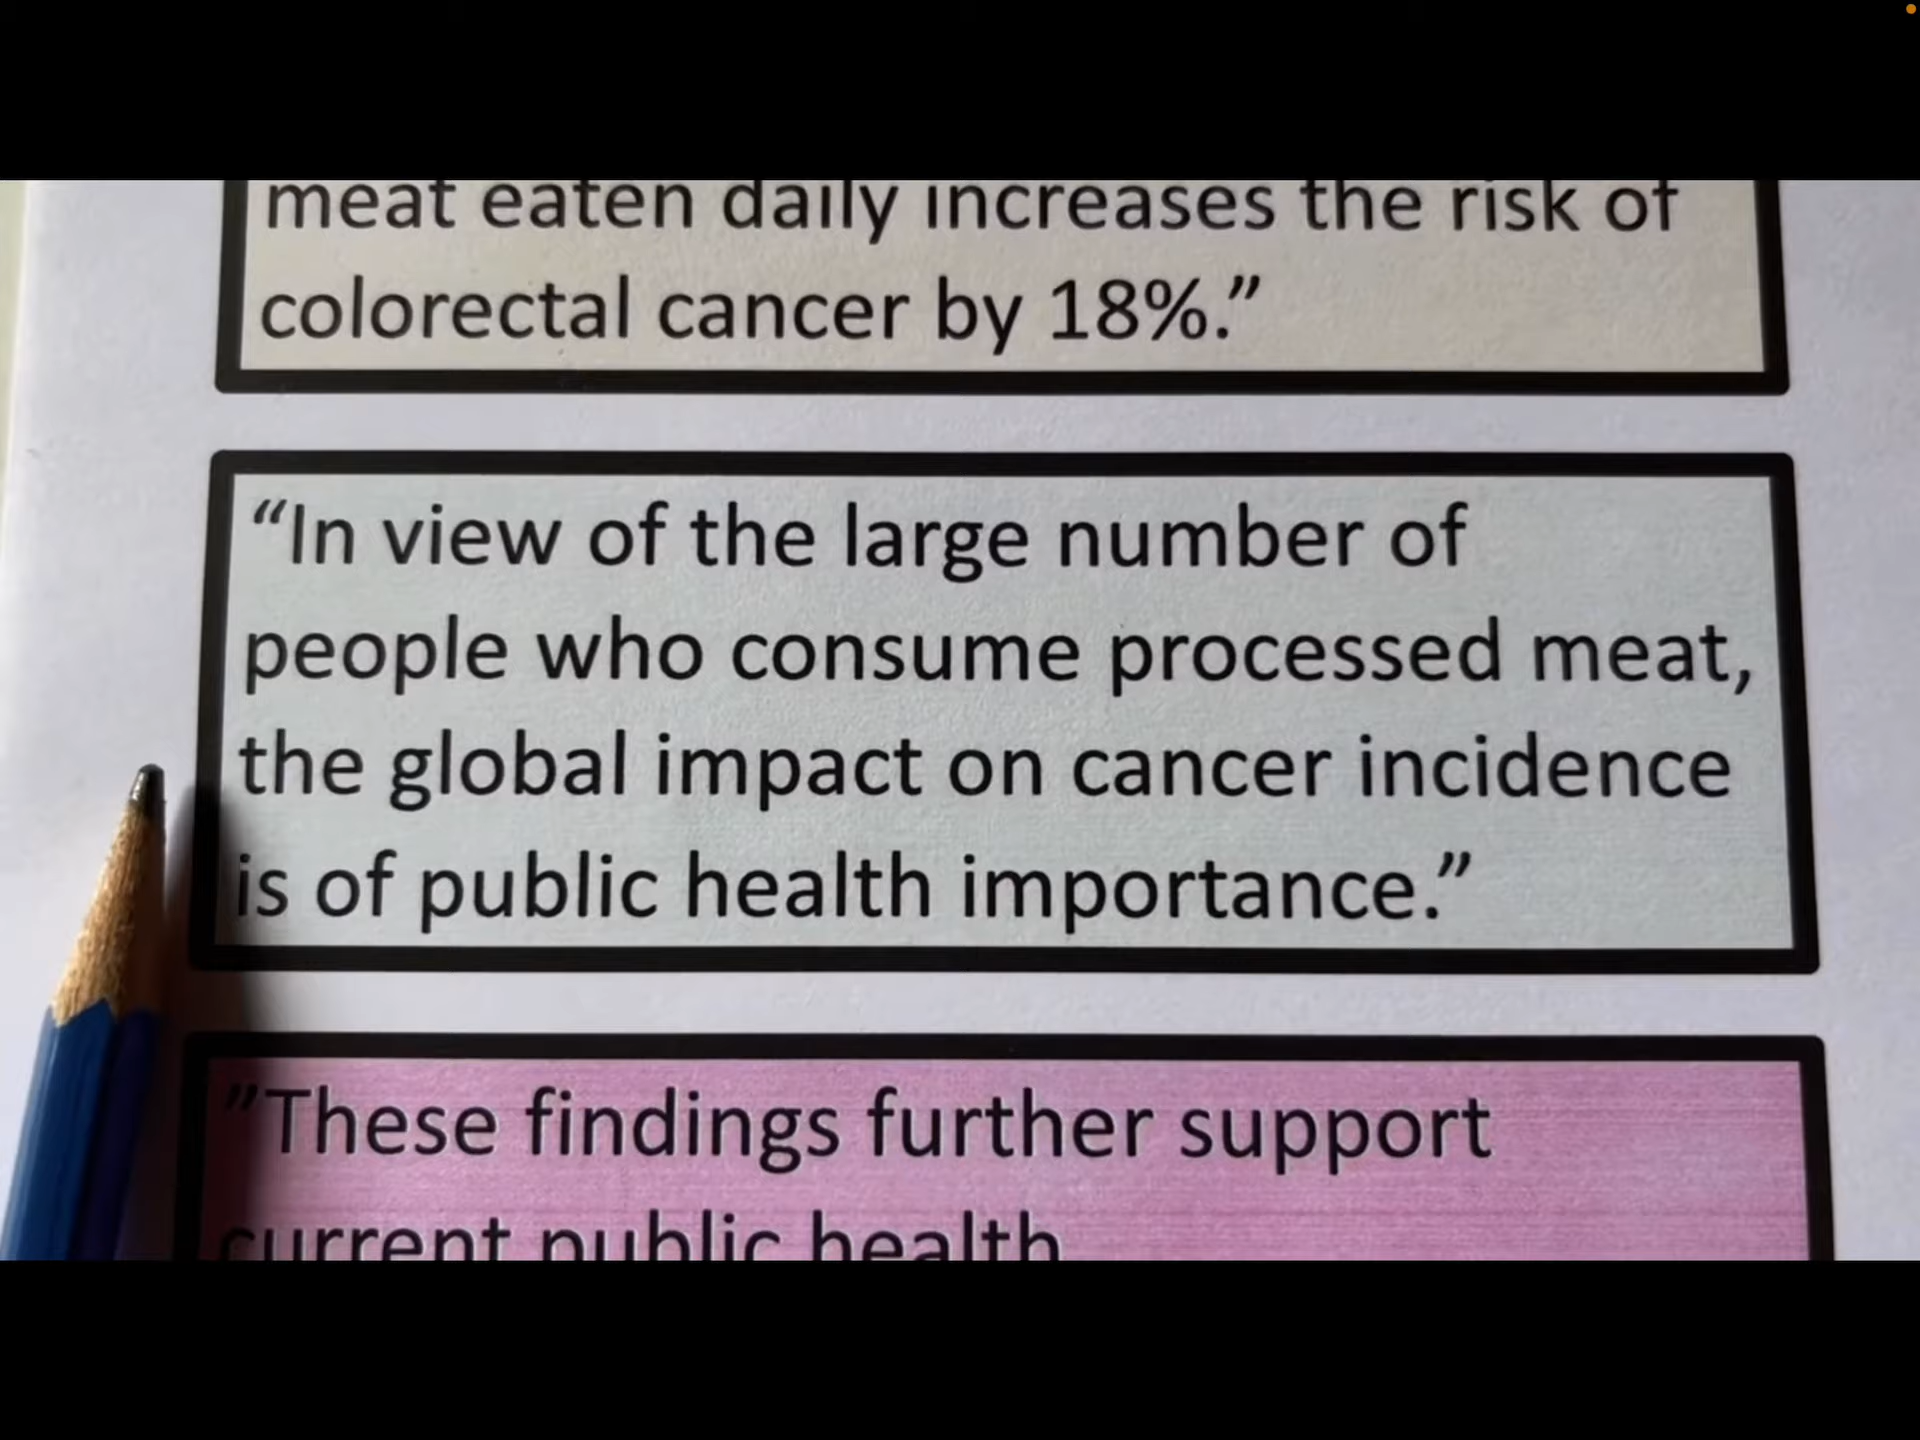 meat eaten daily increases the risk of
colorectal cancer by 18%.”
“In view of the large number of
people who consume processed meat,
the global impact on cancer incidence
is of public health importance.”
”These findings further support
current public health